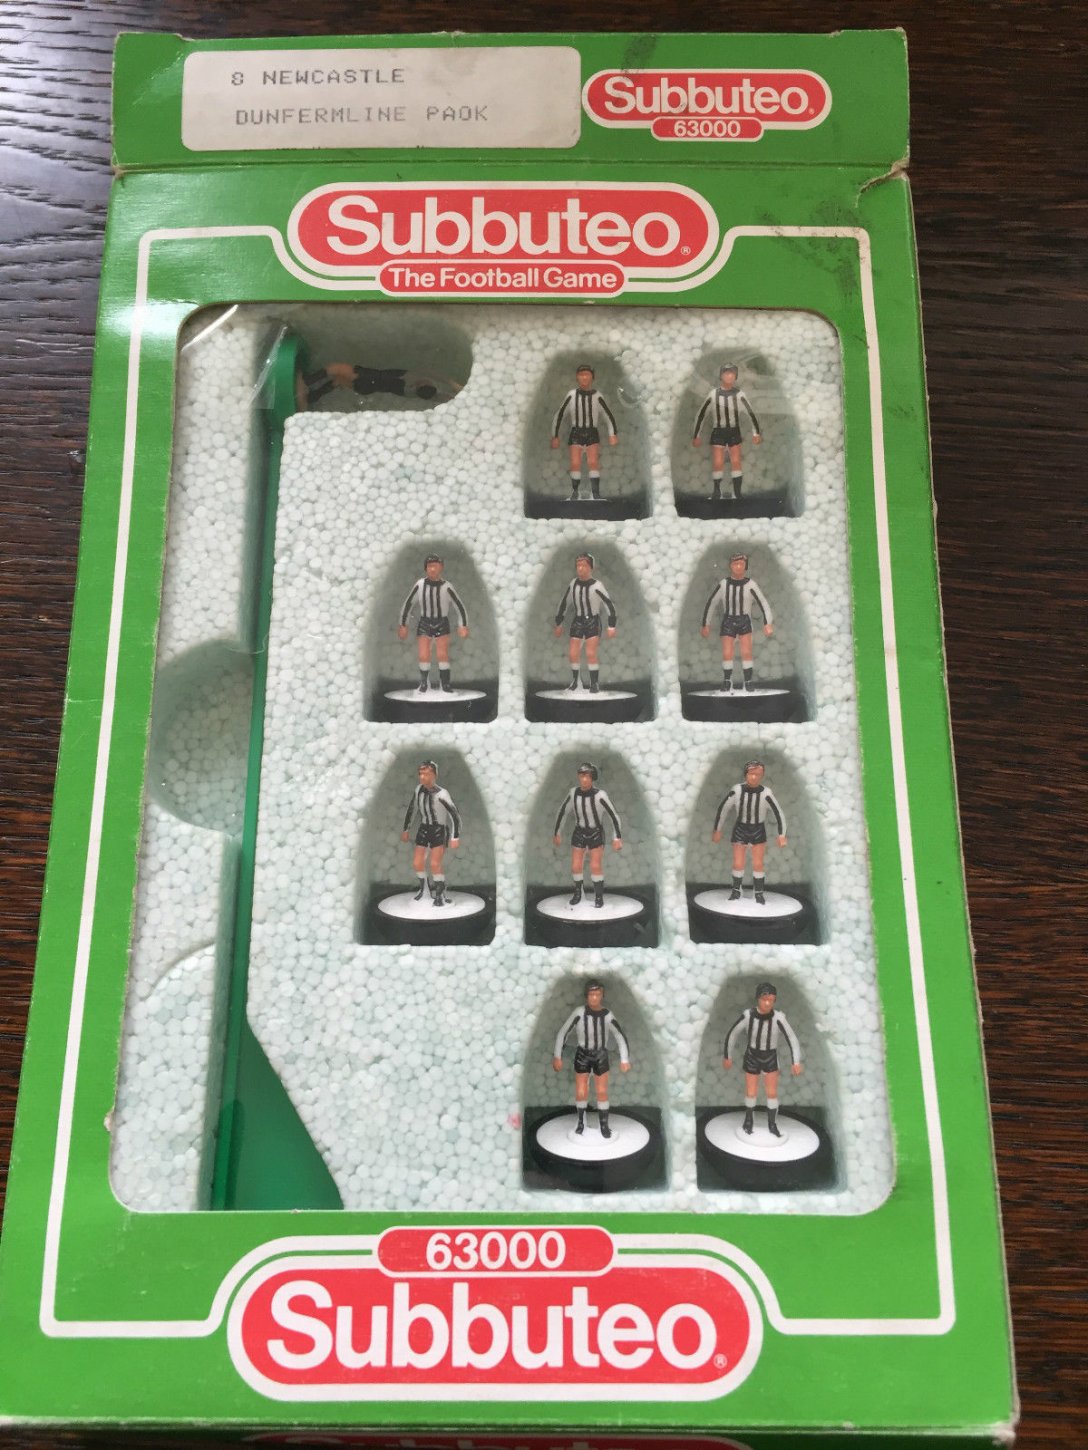 8 NEWCASTLE
DUNFERMLINE PAOK
Subbuteo®
63000
Subbuteo®
The Football Game
63000
Subbuteo®